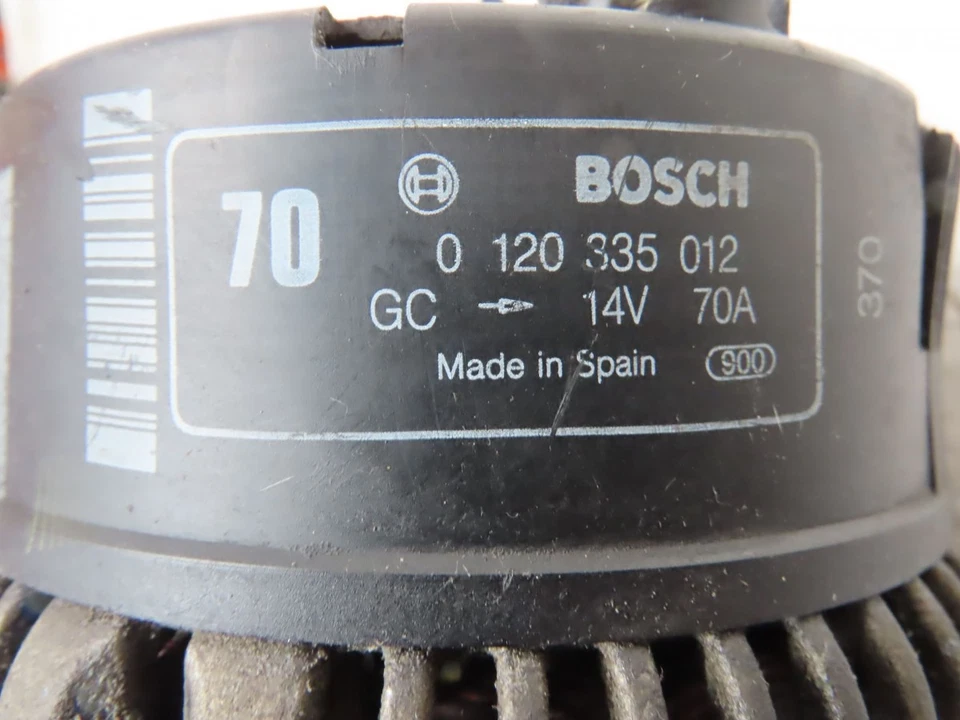 70
BOSCH
0 120 335 012
GC 14V 70A
Made in Spain 900
370